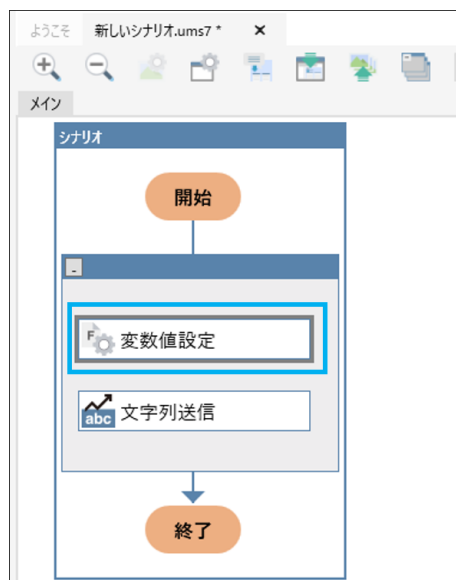 ようこそ
新しいシナリオ.ums7 *
メイン
シナリオ
開始
変数値設定
abc 文字列送信
終了